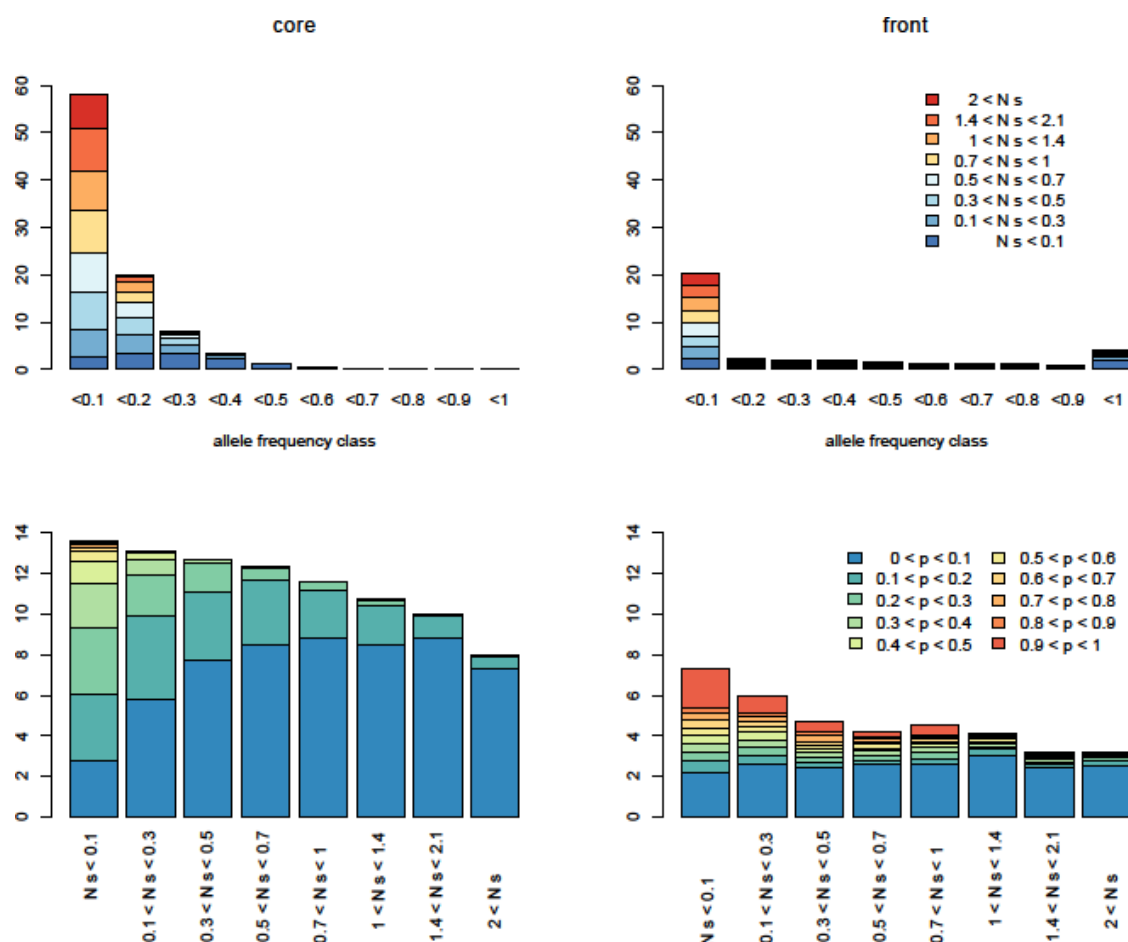 core
front
60
50
40
30
20
10
0
<0.1 <0.2 <0.3 <0.4 <0.5 <0.6 <0.7 <0.8 <0.9 <1
allele frequency class
60
50
40
30
20
10
0
2 < N s
1.4 < N s < 2.1
1 < N s < 1.4
0.7 < N s < 1
0.5 < N s < 0.7
0.3 < N s < 0.5
0.1 < N s < 0.3
N s < 0.1
<0.1 <0.2 <0.3 <0.4 <0.5 <0.6 <0.7 <0.8 <0.9 <1
allele frequency class
14
12
10
8
6
4
2
0
N s < 0.1
0.1 < N s < 0.3
0.3 < N s < 0.5
0.5 < N s < 0.7
0.7 < N s < 1
1 < N s < 1.4
1.4 < N s < 2.1
2 < N s
14
12
10
8
6
4
2
0
0 < p < 0.1
0.1 < p < 0.2
0.2 < p < 0.3
0.3 < p < 0.4
0.4 < p < 0.5
0.5 < p < 0.6
0.6 < p < 0.7
0.7 < p < 0.8
0.8 < p < 0.9
0.9 < p < 1
N s < 0.1
0.1 < N s < 0.3
0.3 < N s < 0.5
0.5 < N s < 0.7
0.7 < N s < 1
1 < N s < 1.4
1.4 < N s < 2.1
2 < N s